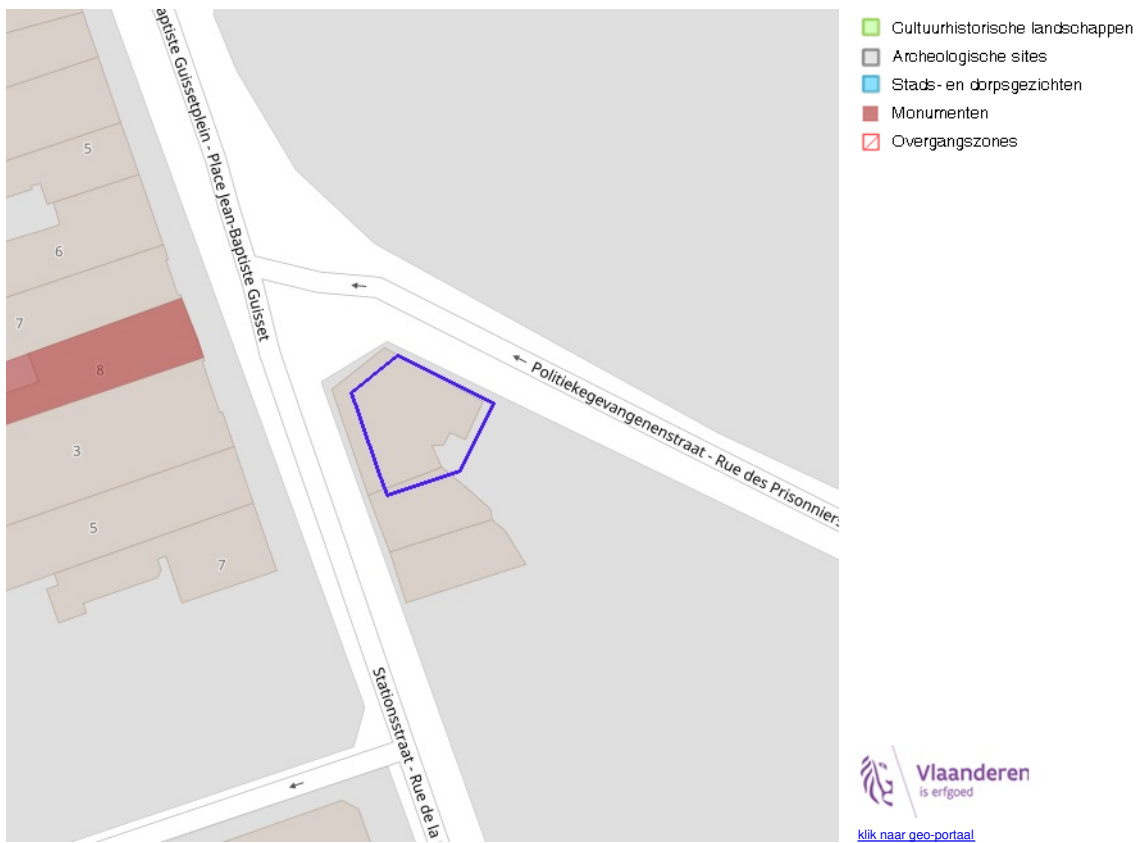 aptiste Guissetplein - Place Jean-Baptiste Guisset
5
6
7
8
3
5
7
Politiekegevangenenstraat - Rue des Prisonniers
Stationsstraat - Rue de la
Cultuurhistorische landschappen
Archeologische sites
Stads- en dorpsgezichten
Monumenten
Overgangszones
Vlaanderen
is erfgoed
klik naar geo-portaal